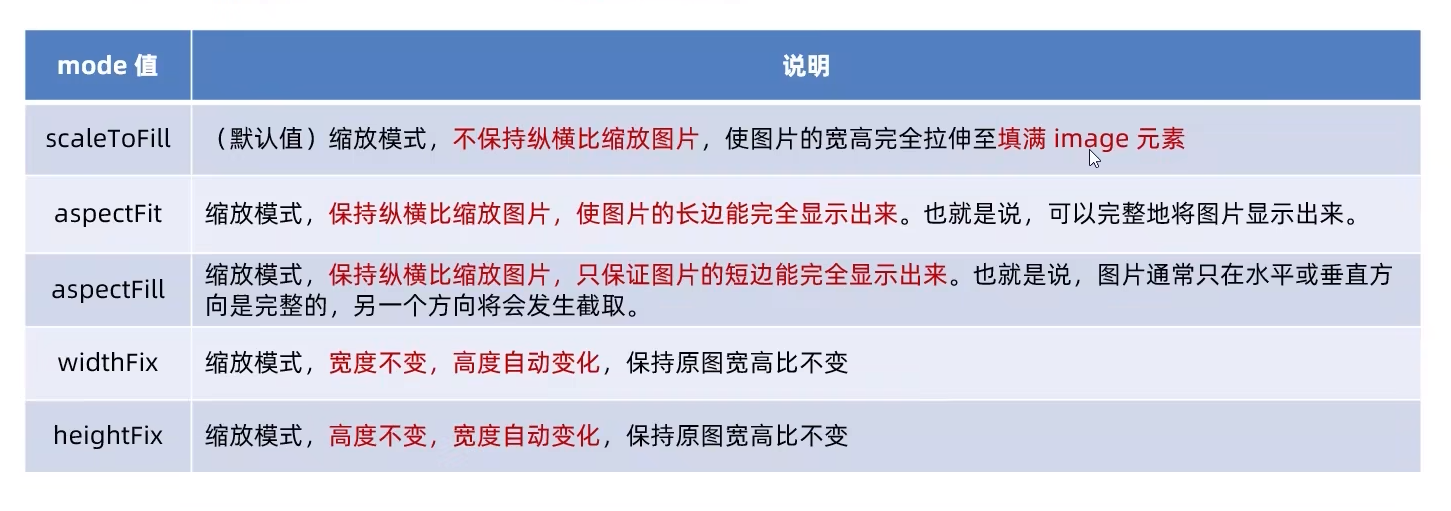 mode 值
说明
scaleToFill
（默认值）缩放模式，不保持纵横比缩放图片，使图片的宽高完全拉伸至填满 image 元素
aspectFit
缩放模式，保持纵横比缩放图片，使图片的长边能完全显示出来。也就是说，可以完整地将图片显示出来。
aspectFill
缩放模式，保持纵横比缩放图片，只保证图片的短边能完全显示出来。也就是说，图片通常只在水平或垂直方
向是完整的，另一个方向将会发生截取。
widthFix
缩放模式，宽度不变，高度自动变化，保持原图宽高比不变
heightFix
缩放模式，高度不变，宽度自动变化，保持原图宽高比不变